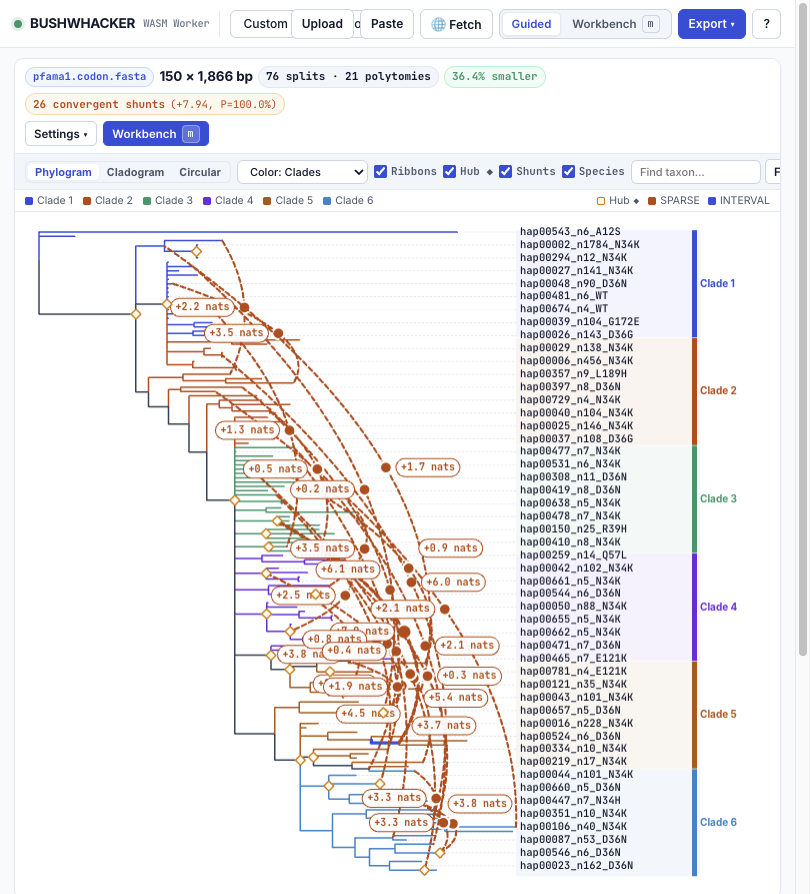 BUSHWHACKER WASM Worker Custom Upload Paste Fetch Guided Workbench m Export ▾ ?
pfama1.codon.fasta 150 × 1,866 bp 76 splits · 21 polytomies 36.4% smaller
26 convergent shunts (+7.94, P=100.0%)
Settings ▾ Workbench m
Phylogram Cladogram Circular Color: Clades Ribbons Hub ◆ Shunts Species Find taxon... F
Clade 1 Clade 2 Clade 3 Clade 4 Clade 5 Clade 6 Hub ◆ SPARSE INTERVAL
hap00543_n6_A12S
hap00002_n1784_N34K
hap00294_n12_N34K
hap00027_n141_N34K
hap00048_n90_D36N
Clade 1
hap00481_n6_WT
hap00674_n4_WT
+2.2 nats
hap00039_n104_G172E
hap00026_n143_D36G
+3.5 nats
hap00029_n138_N34K
hap00006_n456_N34K
hap00357_n9_L189H
hap00397_n8_D36N
Clade 2
hap00729_n4_N34K
hap00040_n104_N34K
hap00025_n146_N34K
+1.3 nats
hap00037_n108_D36G
hap00477_n7_N34K
hap00531_n6_N34K
+0.5 nats
+1.7 nats
hap00308_n11_D36N
hap00419_n8_D36N
+0.2 nats
hap00638_n5_N34K
Clade 3
hap00478_n7_N34K
hap00150_n25_R39H
hap00410_n8_N34K
+3.5 nats
+0.9 nats
hap00259_n14_Q57L
hap00042_n102_N34K
+6.1 nats
hap00661_n5_N34K
+6.0 nats
hap00544_n6_D36N
+2.5 nats
hap00050_n88_N34K
+2.1 nats
Clade 4
hap00655_n5_N34K
hap00662_n5_N34K
nats
+0.8 nats
hap00471_n7_D36N
+2.1 nats
+3.8
+0.4 nats
hap00465_n7_E121K
hap00781_n4_E121K
+0.3 nats
hap00121_n35_N34K
+1.9 nats
hap00043_n101_N34K
+5.4 nats
hap00657_n5_D36N
+4.5 nats
Clade 5
hap00016_n228_N34K
+3.7 nats
hap00524_n6_D36N
hap00334_n10_N34K
hap00219_n17_N34K
hap00044_n101_N34K
hap00660_n5_D36N
hap00447_n7_N34H
+3.3 nats
+3.8 nats
hap00351_n10_N34K
hap00106_n40_N34K
+3.3 nats
Clade 6
hap00087_n53_D36N
hap00546_n6_D36N
hap00023_n162_D36N